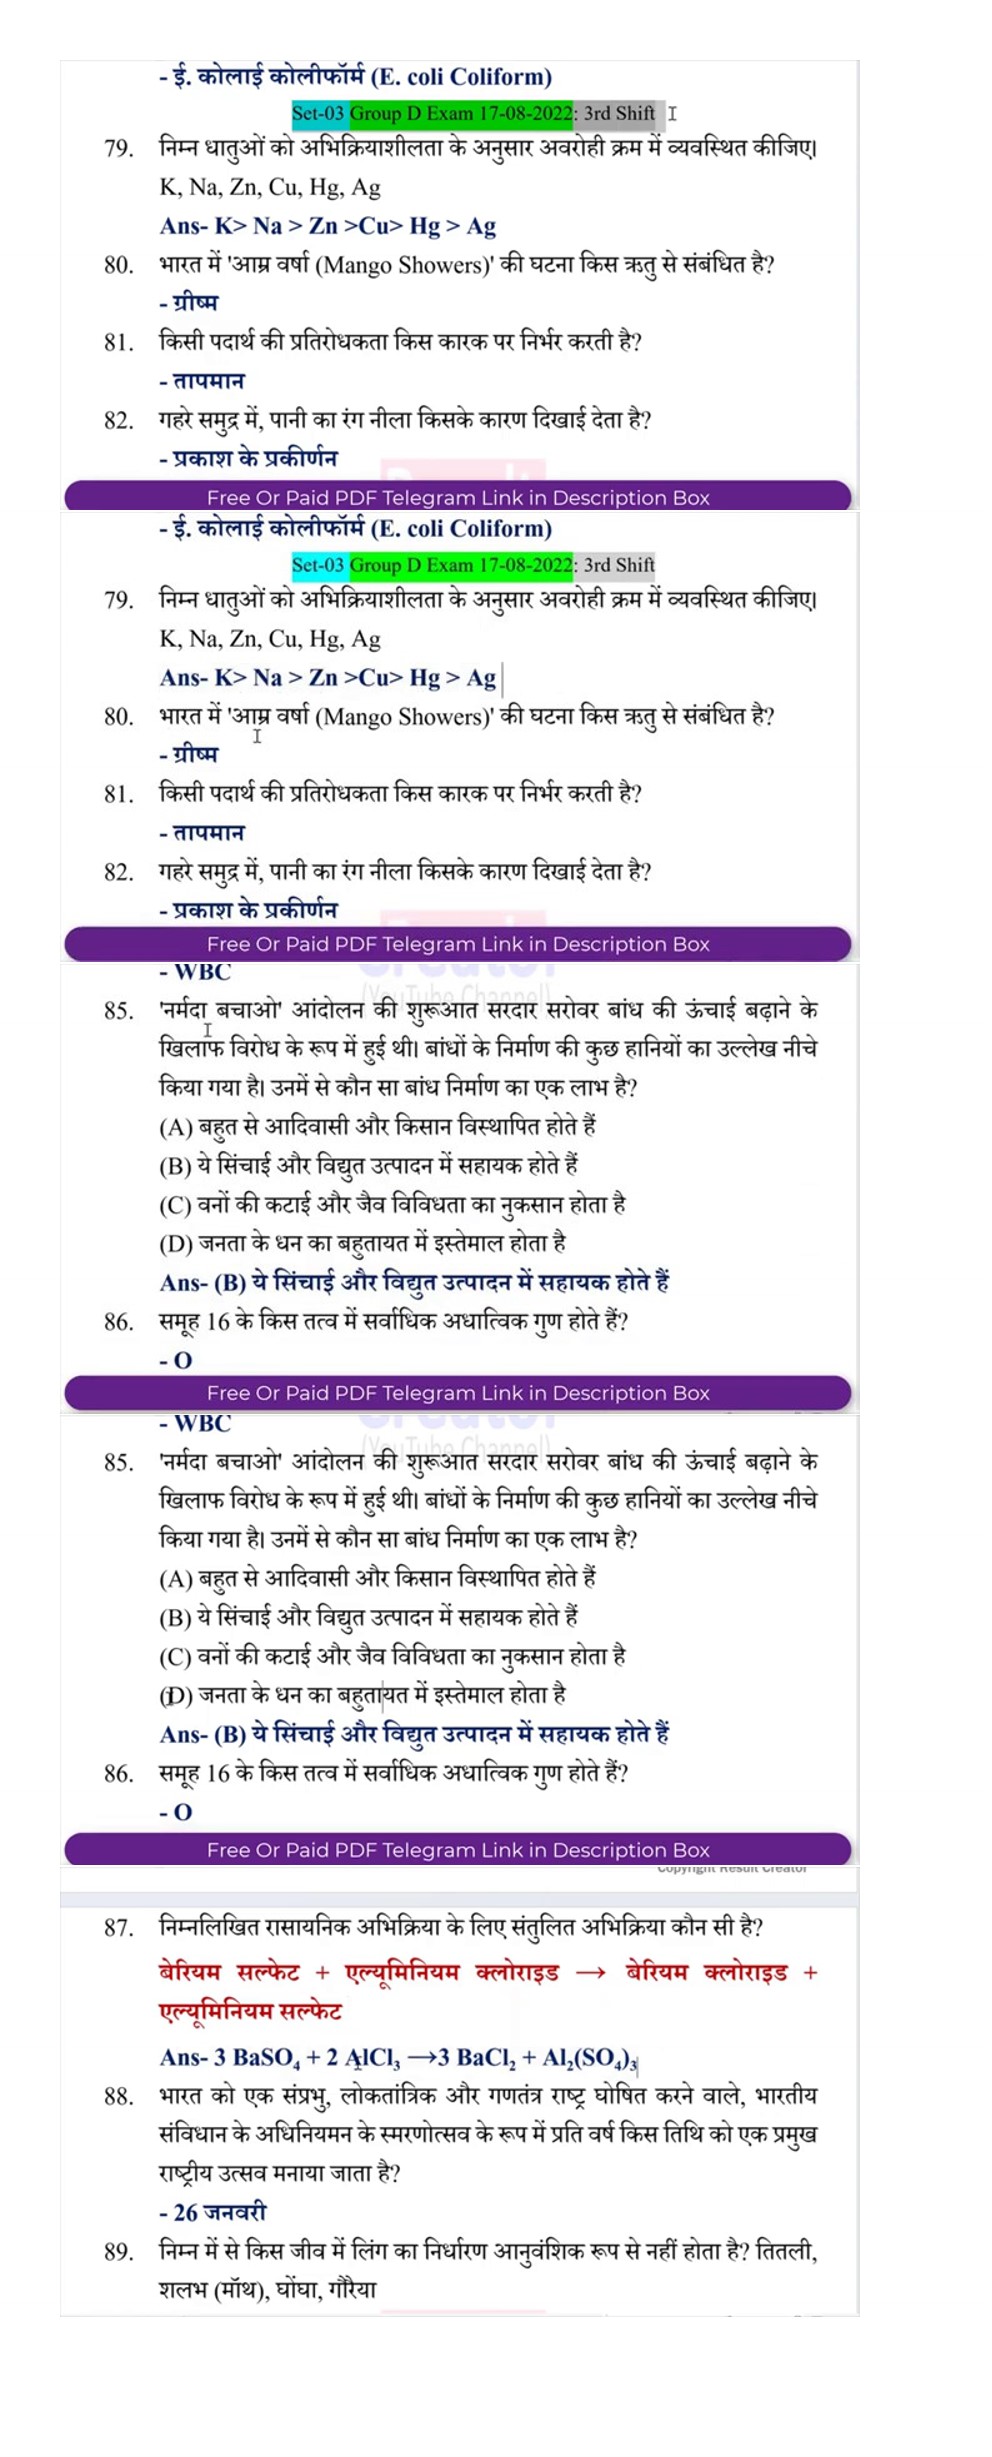 - ई. कोलाई कोलीफॉर्म (E. coli Coliform)
Set-03 Group D Exam 17-08-2022: 3rd Shift
79. निम्न धातुओं को अभिक्रियाशीलता के अनुसार अवरोही क्रम में व्यवस्थित कीजिए।
K, Na, Zn, Cu, Hg, Ag
Ans- K> Na > Zn >Cu> Hg > Ag
80. भारत में 'आम्र वर्षा (Mango Showers)' की घटना किस ऋतु से संबंधित है?
- ग्रीष्म
81. किसी पदार्थ की प्रतिरोधकता किस कारक पर निर्भर करती है?
- तापमान
82. गहरे समुद्र में, पानी का रंग नीला किसके कारण दिखाई देता है?
- प्रकाश के प्रकीर्णन
Free Or Paid PDF Telegram Link in Description Box
- ई. कोलाई कोलीफॉर्म (E. coli Coliform)
Set-03 Group D Exam 17-08-2022: 3rd Shift
79. निम्न धातुओं को अभिक्रियाशीलता के अनुसार अवरोही क्रम में व्यवस्थित कीजिए।
K, Na, Zn, Cu, Hg, Ag
Ans- K> Na > Zn >Cu> Hg > Ag
80. भारत में 'आम्र वर्षा (Mango Showers)' की घटना किस ऋतु से संबंधित है?
- ग्रीष्म
81. किसी पदार्थ की प्रतिरोधकता किस कारक पर निर्भर करती है?
- तापमान
82. गहरे समुद्र में, पानी का रंग नीला किसके कारण दिखाई देता है?
- प्रकाश के प्रकीर्णन
Free Or Paid PDF Telegram Link in Description Box
- WBC
(YouTube Channel)
85. 'नर्मदा बचाओ' आंदोलन की शुरूआत सरदार सरोवर बांध की ऊंचाई बढ़ाने के
खिलाफ विरोध के रूप में हुई थी। बांधों के निर्माण की कुछ हानियों का उल्लेख नीचे
किया गया है। उनमें से कौन सा बांध निर्माण का एक लाभ है?
(A) बहुत से आदिवासी और किसान विस्थापित होते हैं
(B) ये सिंचाई और विद्युत उत्पादन में सहायक होते हैं
(C) वनों की कटाई और जैव विविधता का नुकसान होता है
(D) जनता के धन का बहुतायत में इस्तेमाल होता है
Ans- (B) ये सिंचाई और विद्युत उत्पादन में सहायक होते हैं
86. समूह 16 के किस तत्व में सर्वाधिक अधात्विक गुण होते हैं?
- O
Free Or Paid PDF Telegram Link in Description Box
- WBC
(YouTube Channel)
85. 'नर्मदा बचाओ' आंदोलन की शुरूआत सरदार सरोवर बांध की ऊंचाई बढ़ाने के
खिलाफ विरोध के रूप में हुई थी। बांधों के निर्माण की कुछ हानियों का उल्लेख नीचे
किया गया है। उनमें से कौन सा बांध निर्माण का एक लाभ है?
(A) बहुत से आदिवासी और किसान विस्थापित होते हैं
(B) ये सिंचाई और विद्युत उत्पादन में सहायक होते हैं
(C) वनों की कटाई और जैव विविधता का नुकसान होता है
(D) जनता के धन का बहुतायत में इस्तेमाल होता है
Ans- (B) ये सिंचाई और विद्युत उत्पादन में सहायक होते हैं
86. समूह 16 के किस तत्व में सर्वाधिक अधात्विक गुण होते हैं?
- O
Free Or Paid PDF Telegram Link in Description Box
Copyright Result Creator
87. निम्नलिखित रासायनिक अभिक्रिया के लिए संतुलित अभिक्रिया कौन सी है?
बेरियम सल्फेट + एल्यूमिनियम क्लोराइड ⟶ बेरियम क्लोराइड +
एल्यूमिनियम सल्फेट
Ans- 3 BaSO₄ + 2 AlCl₃ ⟶3 BaCl₂ + Al₂(SO₄)₃
88. भारत को एक संप्रभु, लोकतांत्रिक और गणतंत्र राष्ट्र घोषित करने वाले, भारतीय
संविधान के अधिनियमन के स्मरणोत्सव के रूप में प्रति वर्ष किस तिथि को एक प्रमुख
राष्ट्रीय उत्सव मनाया जाता है?
- 26 जनवरी
89. निम्न में से किस जीव में लिंग का निर्धारण आनुवंशिक रूप से नहीं होता है? तितली,
शलभ (मॉथ), घोंघा, गौरैया